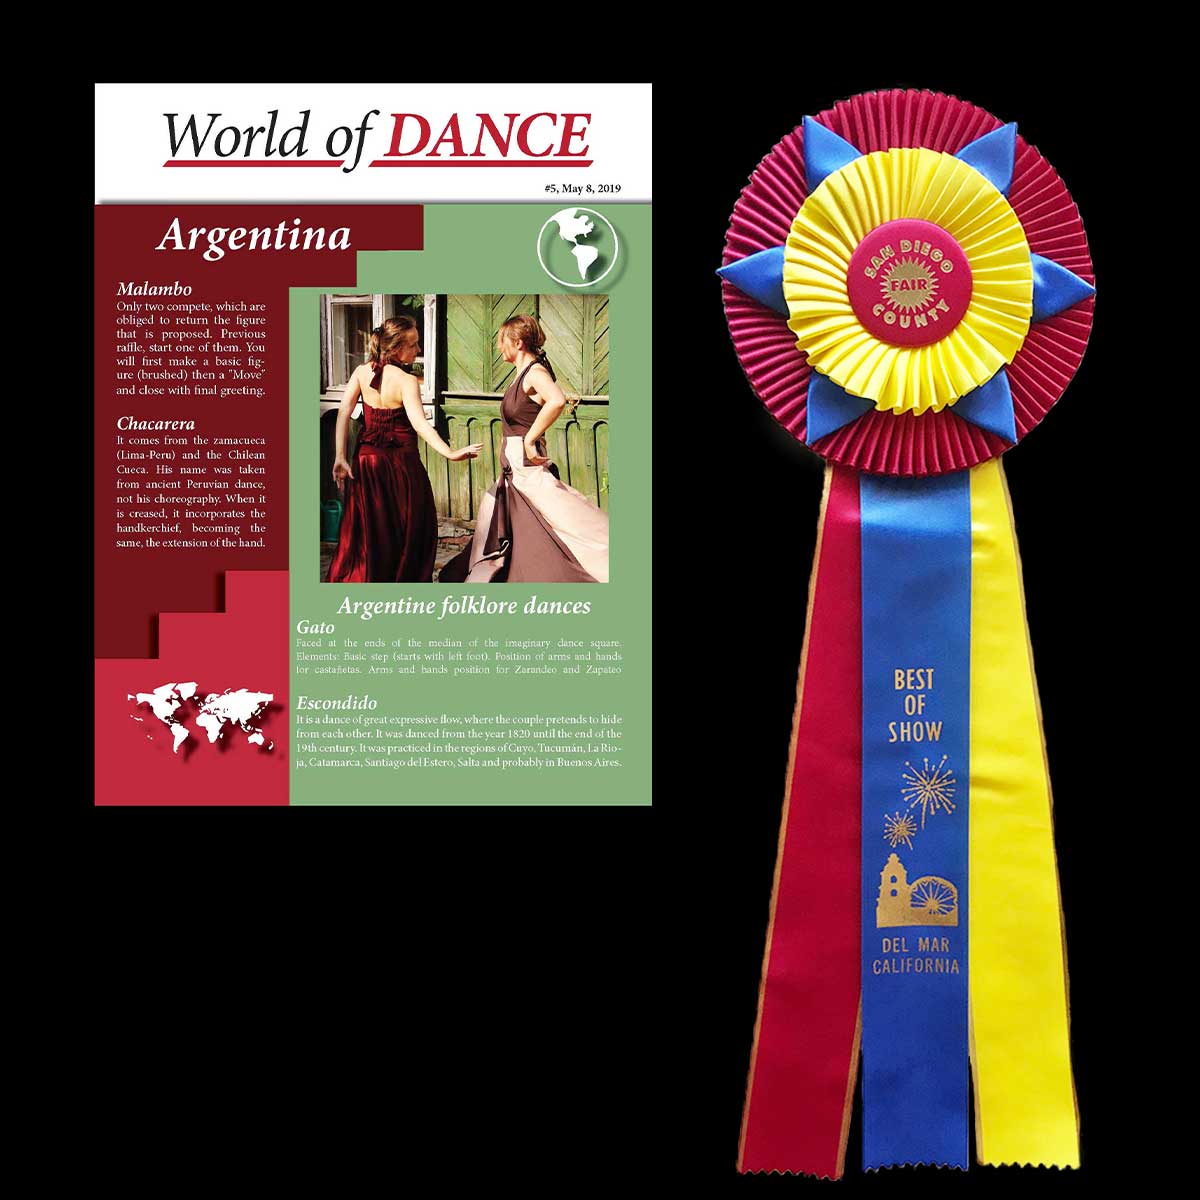 World of DANCE
#5, May 8, 2019
Argentina
Malambo
Only two compete, which are
obliged to return the figure
that is proposed. Previous
raffle, start one of them. You
will first make a basic fig-
ure (brushed) then a "Move"
and close with final greeting.
Chacarera
It comes from the zamacueca
(Lima-Peru) and the Chilean
Cueca. His name was taken
from ancient Peruvian dance,
not his choreography. When it
is creased, it incorporates the
handkerchief, becoming the
same, the extension of the hand.
Argentine folklore dances
Gato
Faced at the ends of the median of the imaginary dance square.
Elements: Basic step (starts with left foot). Position of arms and hands
for castañetas. Arms and hands position for Zarandeo and Zapateó
Escondido
It is a dance of great expressive flow, where the couple pretends to hide
from each other. It was danced from the year 1820 until the end of the
19th century. It was practiced in the regions of Cuyo, Tucumán, La Rio-
ja, Catamarca, Santiago del Estero, Salta and probably in Buenos Aires.
SAN DIEGO
FAIR
COUNTY
BEST
OF
SHOW
DEL MAR
CALIFORNIA